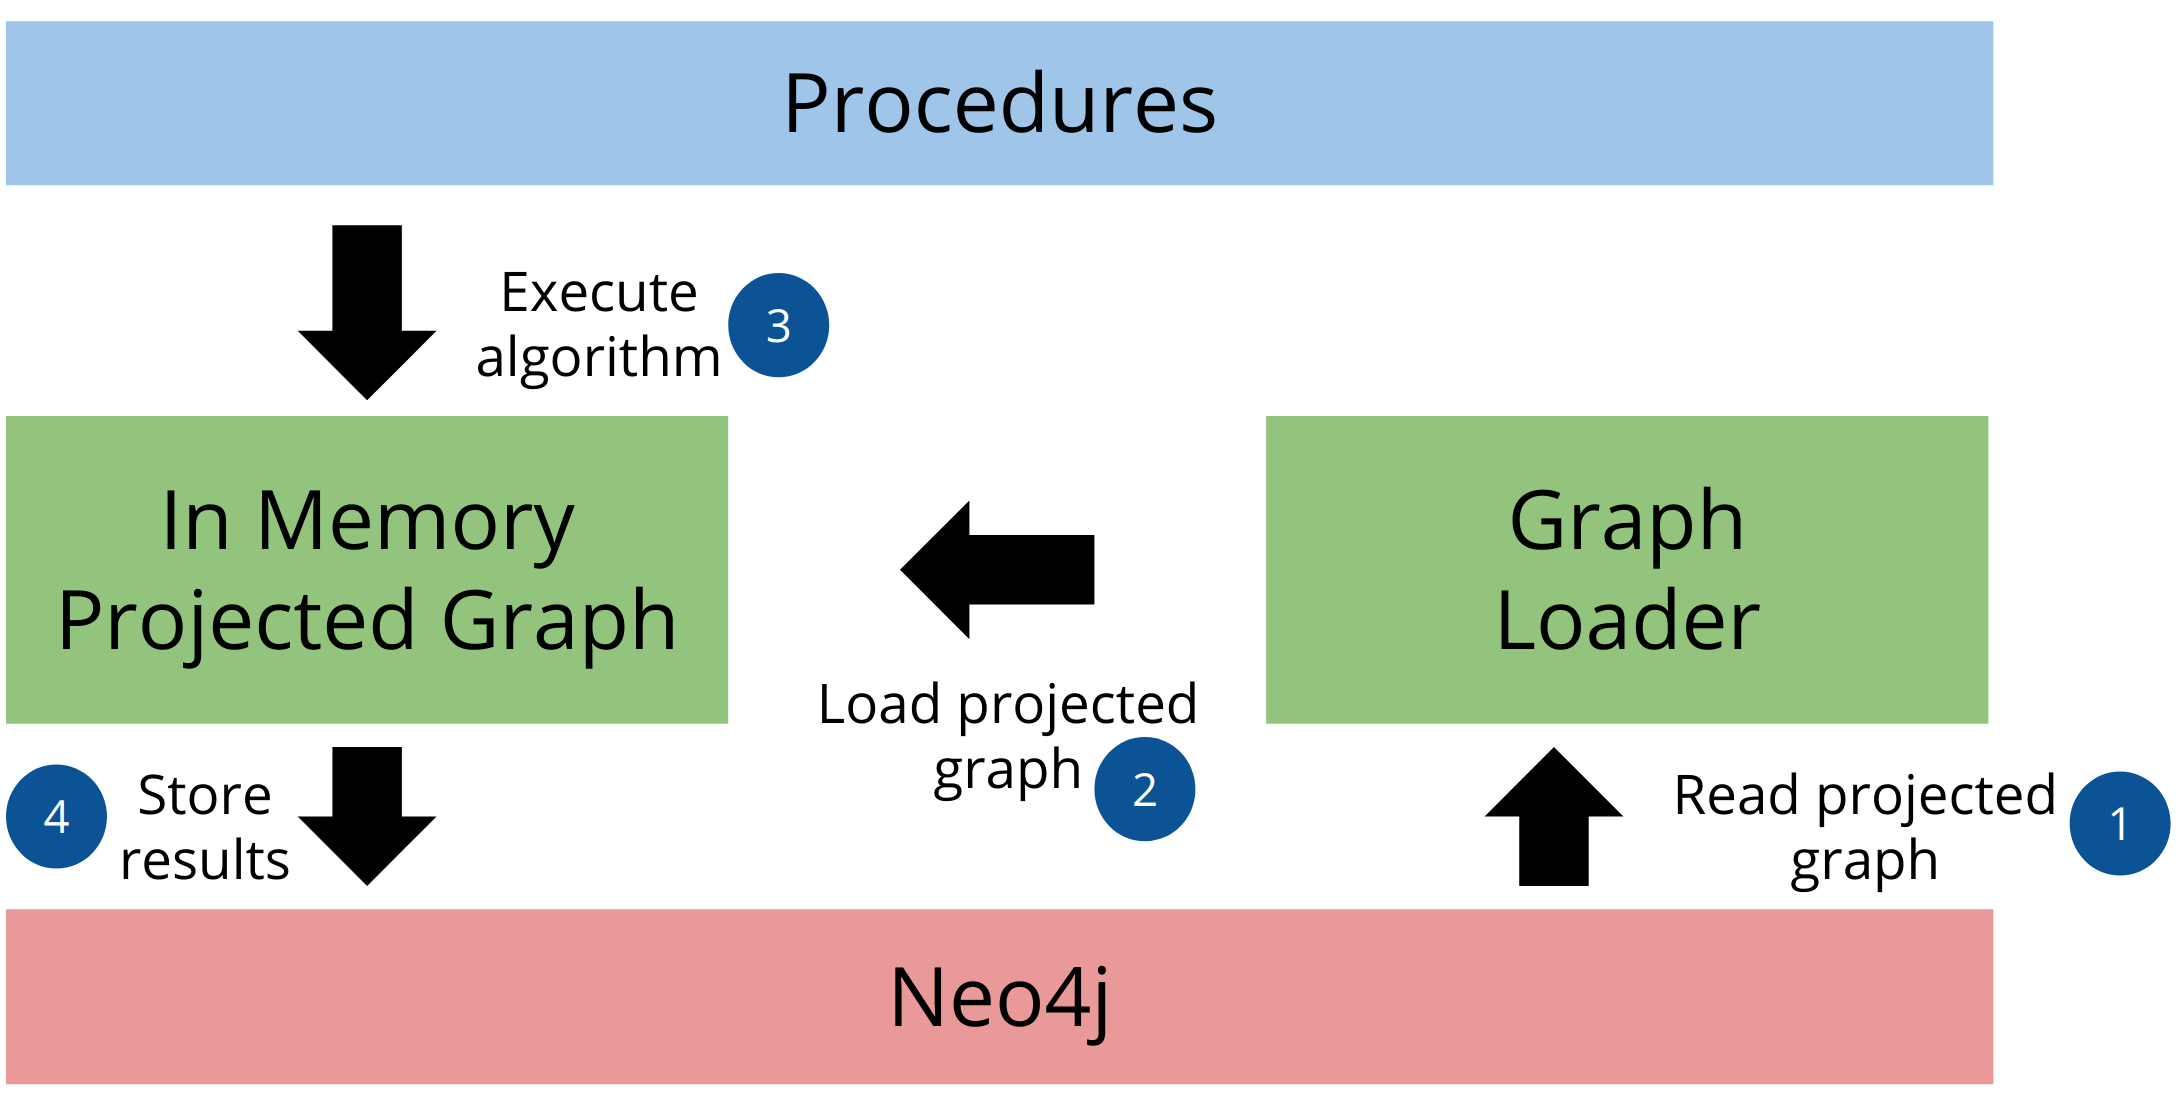 Procedures
Execute
algorithm
3
In Memory
Projected Graph
Graph
Loader
Load projected
graph
2
4
Store
results
Read projected
graph
1
Neo4j